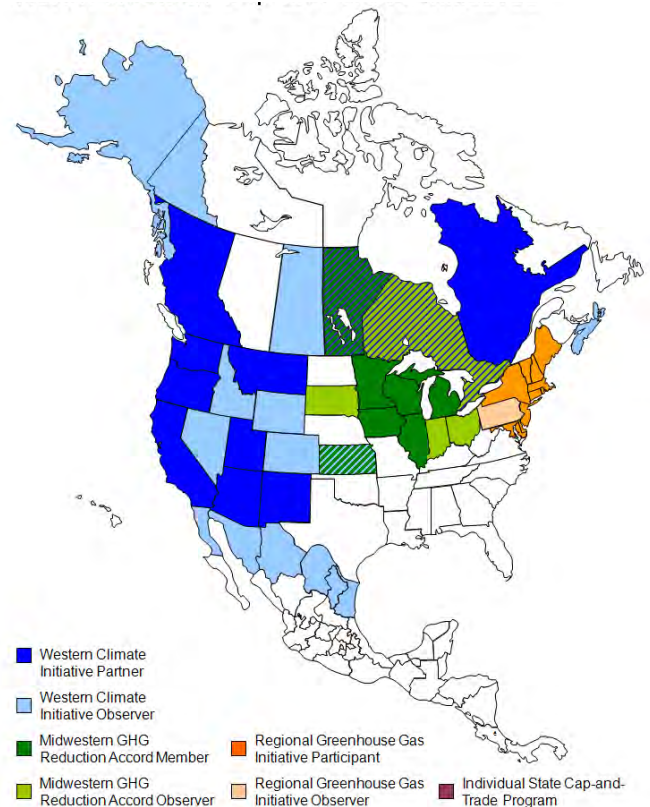 Western Climate
Initiative Partner
Western Climate
Initiative Observer
Midwestern GHG
Reduction Accord Member
Regional Greenhouse Gas
Initiative Participant
Midwestern GHG
Reduction Accord Observer
Regional Greenhouse Gas
Initiative Observer
Individual State Cap-and-
Trade Program